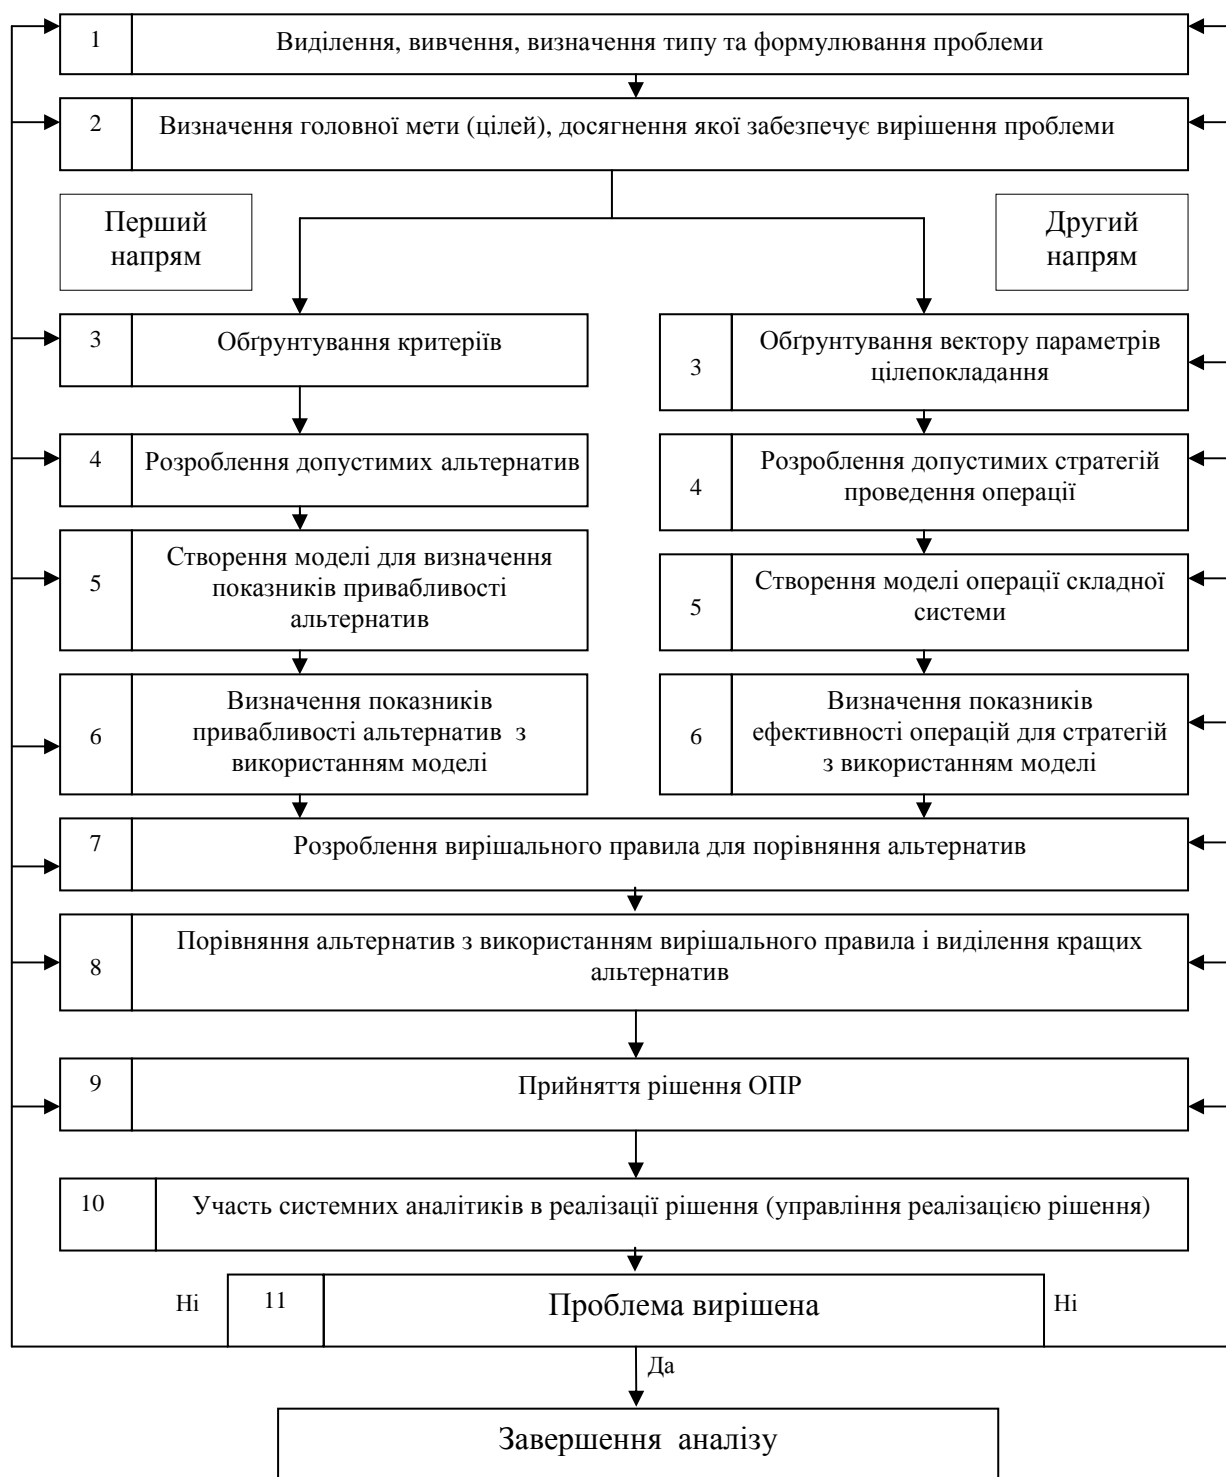 1
Виділення, вивчення, визначення типу та формулювання проблеми
2
Визначення головної мети (цілей), досягнення якої забезпечує вирішення проблеми
Перший
напрям
Другий
напрям
3
Обґрунтування критеріїв
3
Обґрунтування вектору параметрів
цілепокладання
4
Розроблення допустимих альтернатив
4
Розроблення допустимих стратегій
проведення операції
5
Створення моделі для визначення
показників привабливості
альтернатив
5
Створення моделі операції складної
системи
6
Визначення показників
привабливості альтернатив з
використанням моделі
6
Визначення показників
ефективності операцій для стратегій
з використанням моделі
7
Розроблення вирішального правила для порівняння альтернатив
8
Порівняння альтернатив з використанням вирішального правила і виділення кращих
альтернатив
9
Прийняття рішення ОПР
10
Участь системних аналітиків в реалізації рішення (управління реалізацією рішення)
Ні
11
Проблема вирішена
Ні
Да
Завершення аналізу